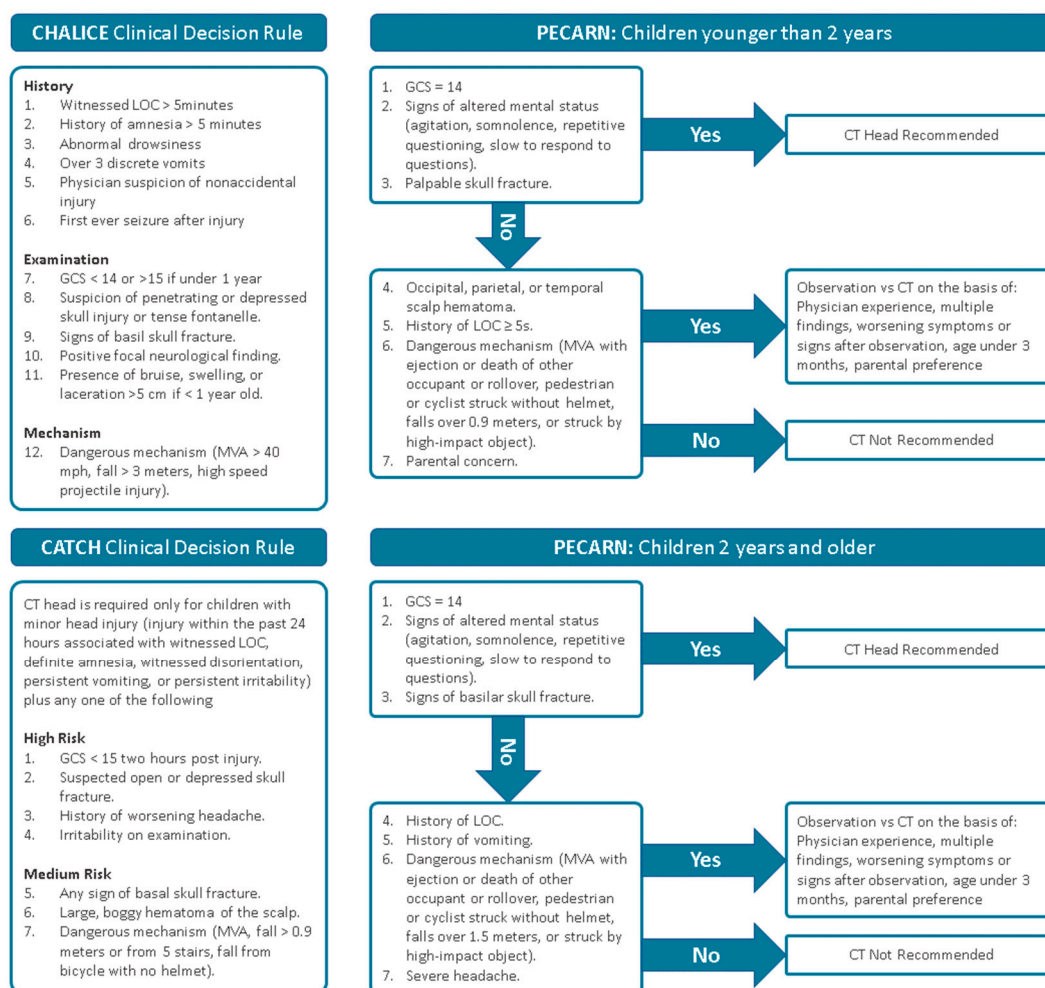 CHALICE Clinical Decision Rule
History
1. Witnessed LOC > 5minutes
2. History of amnesia > 5 minutes
3. Abnormal drowsiness
4. Over 3 discrete vomits
5. Physician suspicion of nonaccidental
injury
6. First ever seizure after injury
Examination
7. GCS < 14 or >15 if under 1 year
8. Suspicion of penetrating or depressed
skull injury or tense fontanelle.
9. Signs of basil skull fracture.
10. Positive focal neurological finding.
11. Presence of bruise, swelling, or
laceration >5 cm if < 1 year old.
Mechanism
12. Dangerous mechanism (MVA > 40
mph, fall > 3 meters, high speed
projectile injury).
PECARN: Children younger than 2 years
1. GCS = 14
2. Signs of altered mental status
(agitation, somnolence, repetitive
questioning, slow to respond to
questions).
3. Palpable skull fracture.
Yes
CT Head Recommended
No
4. Occipital, parietal, or temporal
scalp hematoma.
5. History of LOC ≥ 5s.
6. Dangerous mechanism (MVA with
ejection or death of other
occupant or rollover, pedestrian
or cyclist struck without helmet,
falls over 0.9 meters, or struck by
high-impact object).
7. Parental concern.
Yes
Observation vs CT on the basis of:
Physician experience, multiple
findings, worsening symptoms or
signs after observation, age under 3
months, parental preference
No
CT Not Recommended
CATCH Clinical Decision Rule
CT head is required only for children with
minor head injury (injury within the past 24
hours associated with witnessed LOC,
definite amnesia, witnessed disorientation,
persistent vomiting, or persistent irritability)
plus any one of the following
High Risk
1. GCS < 15 two hours post injury.
2. Suspected open or depressed skull
fracture.
3. History of worsening headache.
4. Irritability on examination.
Medium Risk
5. Any sign of basal skull fracture.
6. Large, boggy hematoma of the scalp.
7. Dangerous mechanism (MVA, fall > 0.9
meters or from 5 stairs, fall from
bicycle with no helmet).
PECARN: Children 2 years and older
1. GCS = 14
2. Signs of altered mental status
(agitation, somnolence, repetitive
questioning, slow to respond to
questions).
3. Signs of basilar skull fracture.
Yes
CT Head Recommended
No
4. History of LOC.
5. History of vomiting.
6. Dangerous mechanism (MVA with
ejection or death of other
occupant or rollover, pedestrian
or cyclist struck without helmet,
falls over 1.5 meters, or struck by
high-impact object).
7. Severe headache.
Yes
Observation vs CT on the basis of:
Physician experience, multiple
findings, worsening symptoms or
signs after observation, age under 3
months, parental preference
No
CT Not Recommended